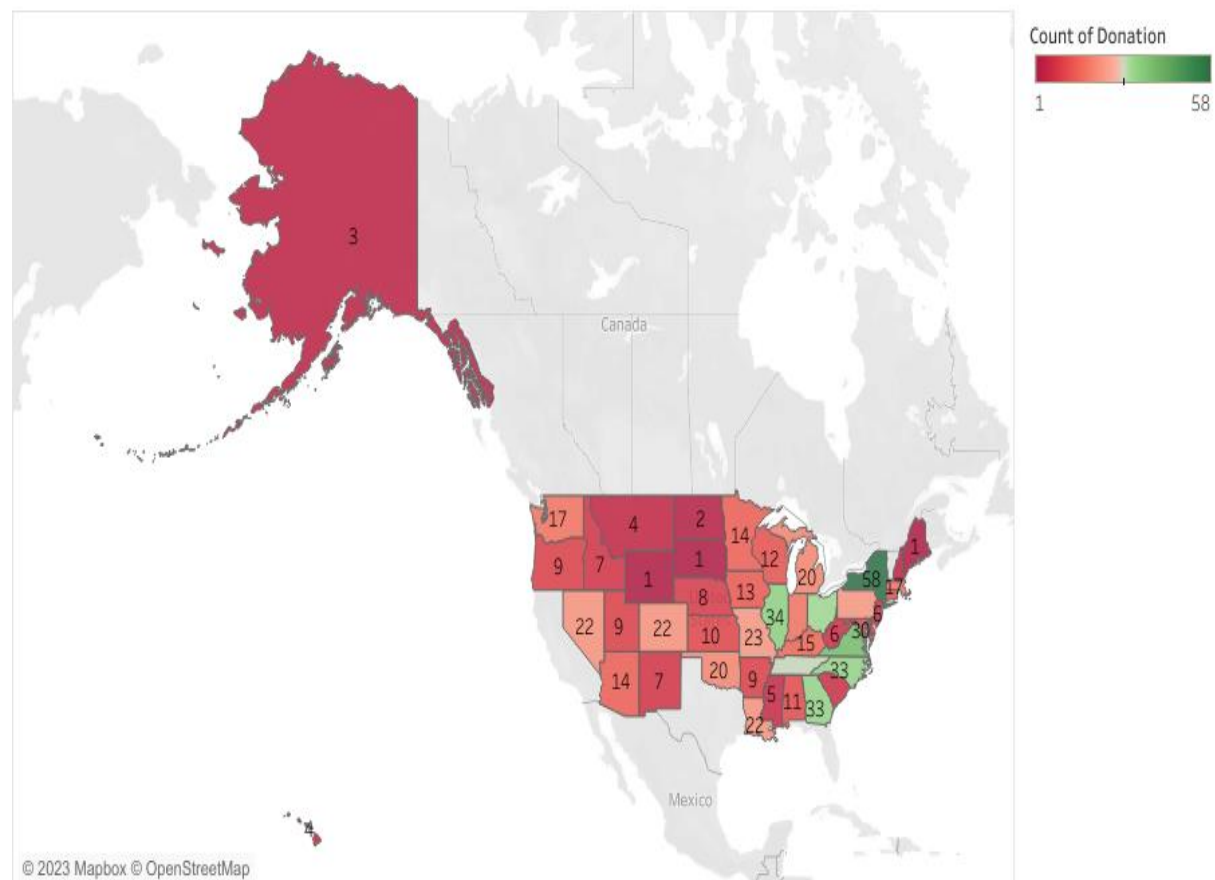 Count of Donation
1 58
3
Canada
17 4 2 14 1
9 7 1 1 12 20 58 17
8 13 34 6
22 9 22 10 23 15 6 30
14 7 20 9 33
5 11 33
22
Mexico
4
© 2023 Mapbox © OpenStreetMap